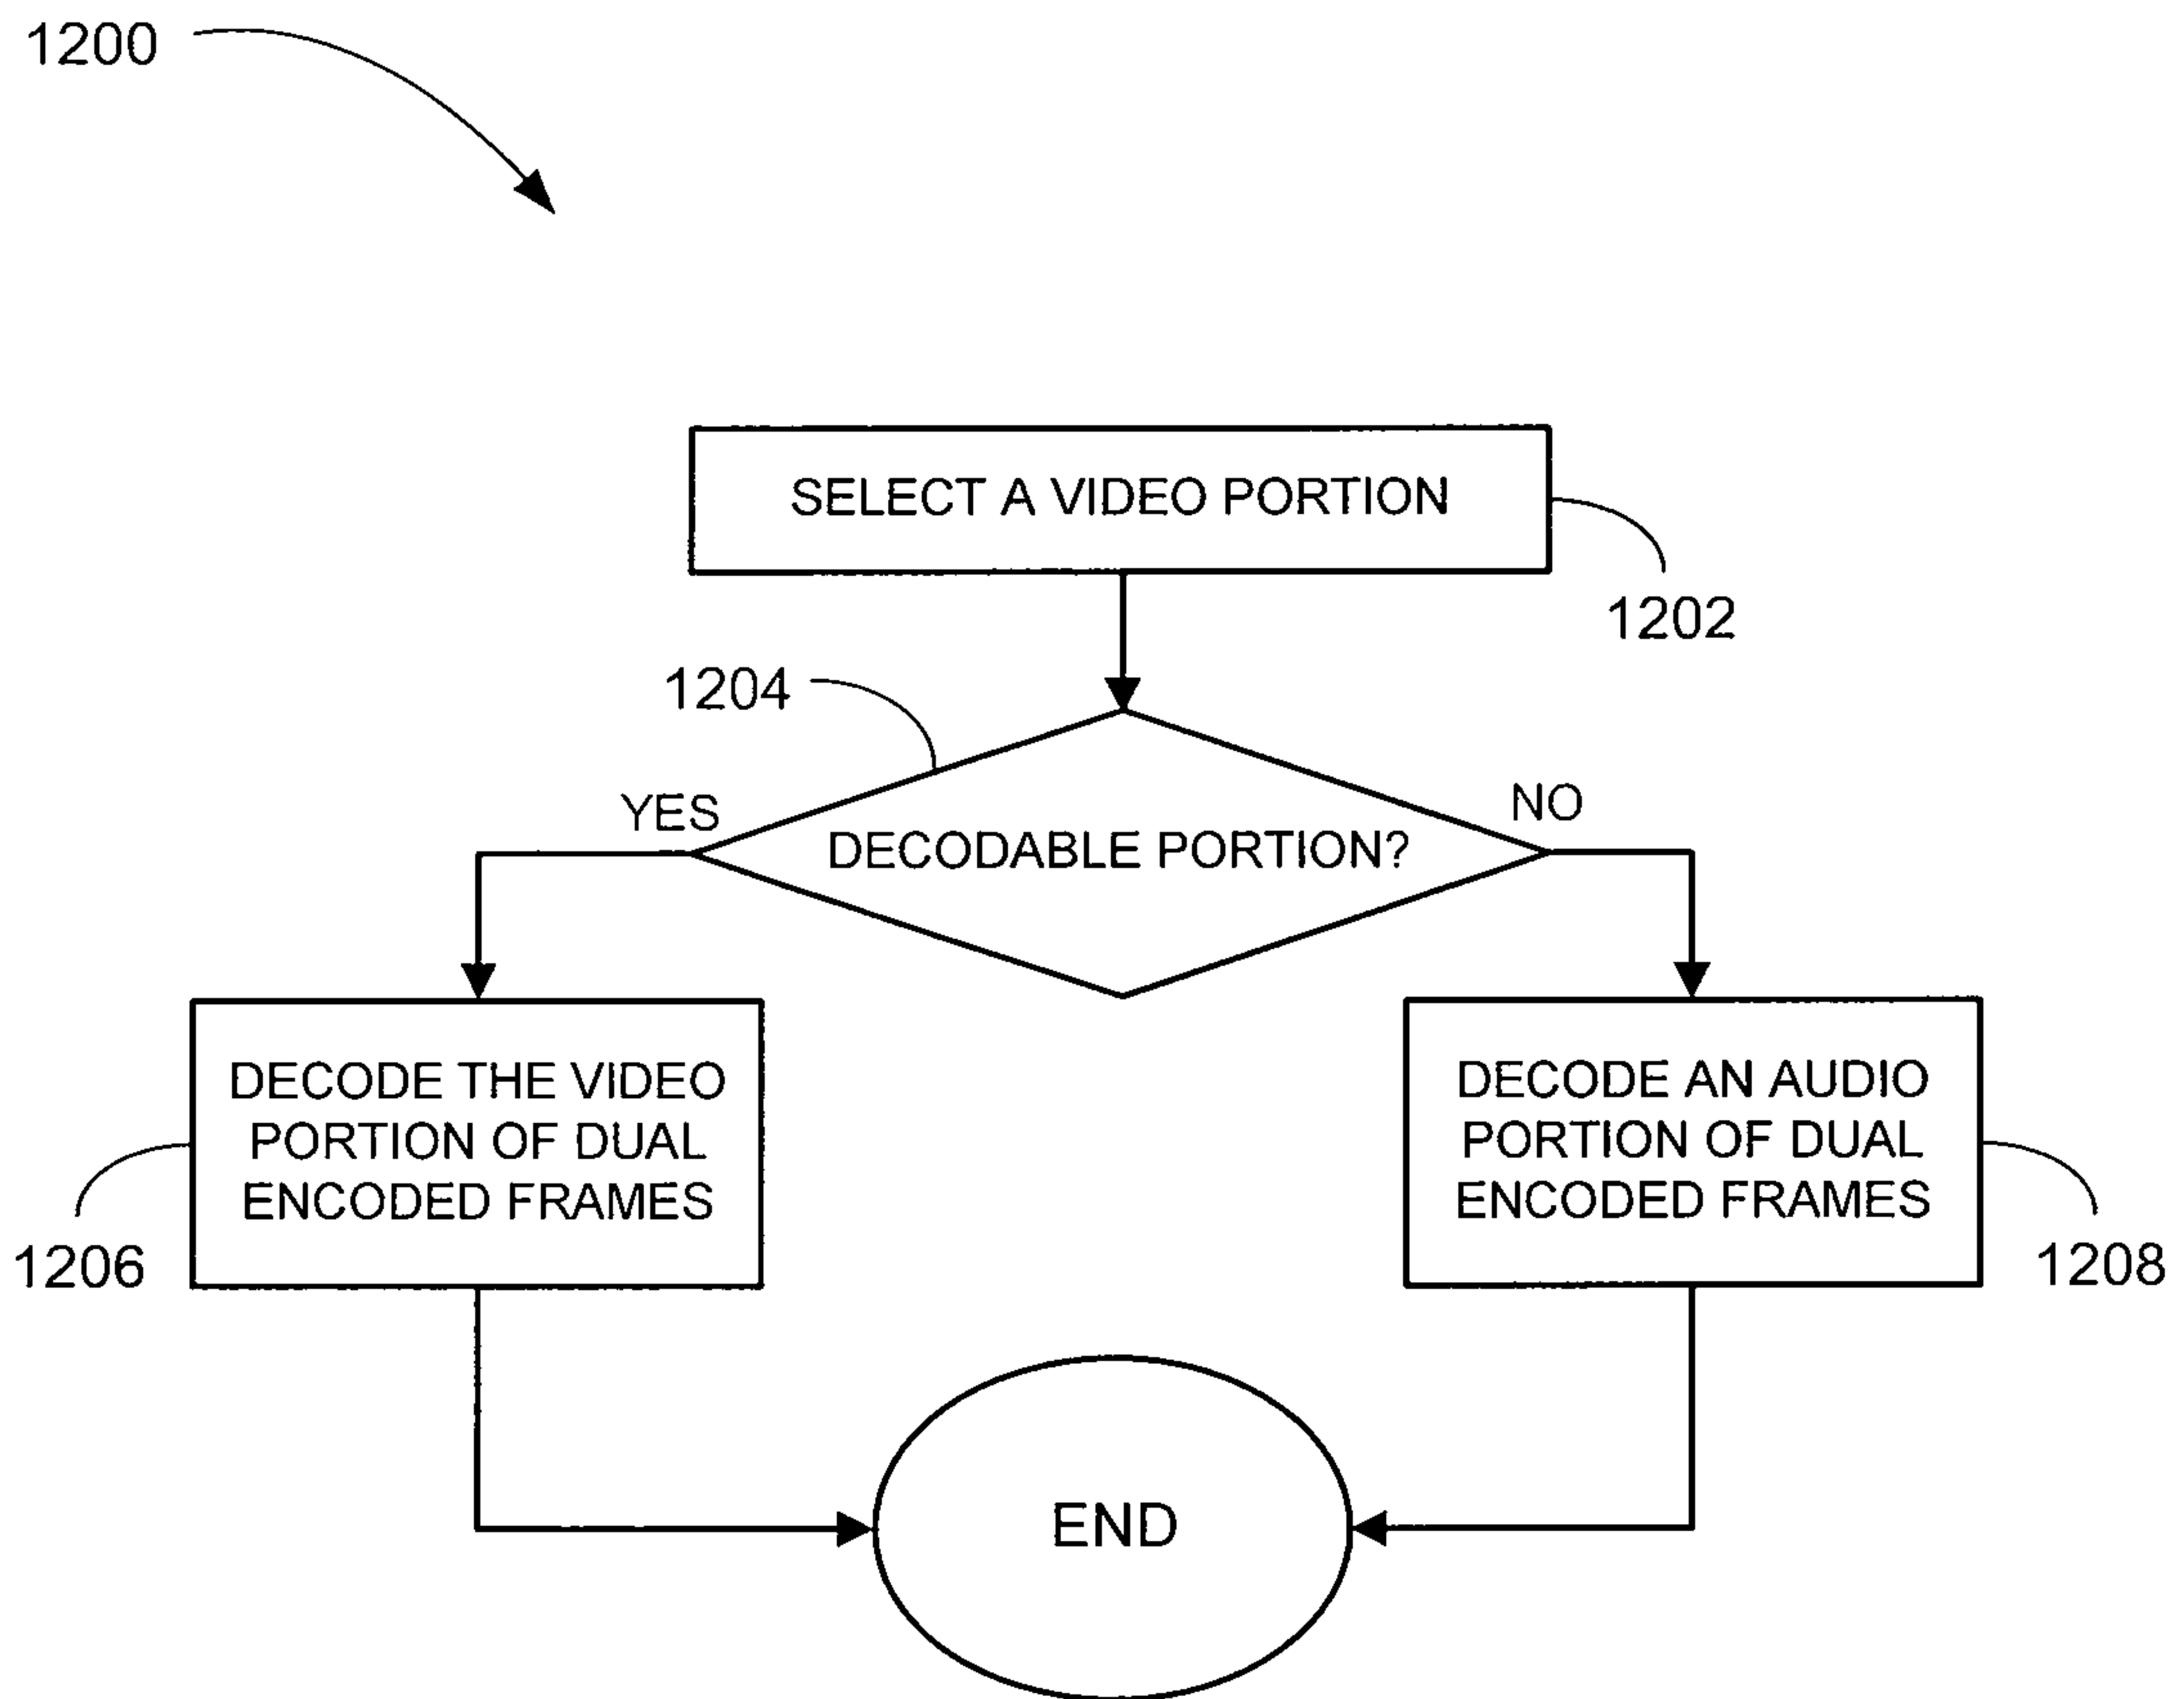 1200
SELECT A VIDEO PORTION
1202
1204
YES
NO
DECODABLE PORTION?
DECODE THE VIDEO
PORTION OF DUAL
ENCODED FRAMES
1206
DECODE AN AUDIO
PORTION OF DUAL
ENCODED FRAMES
1208
END